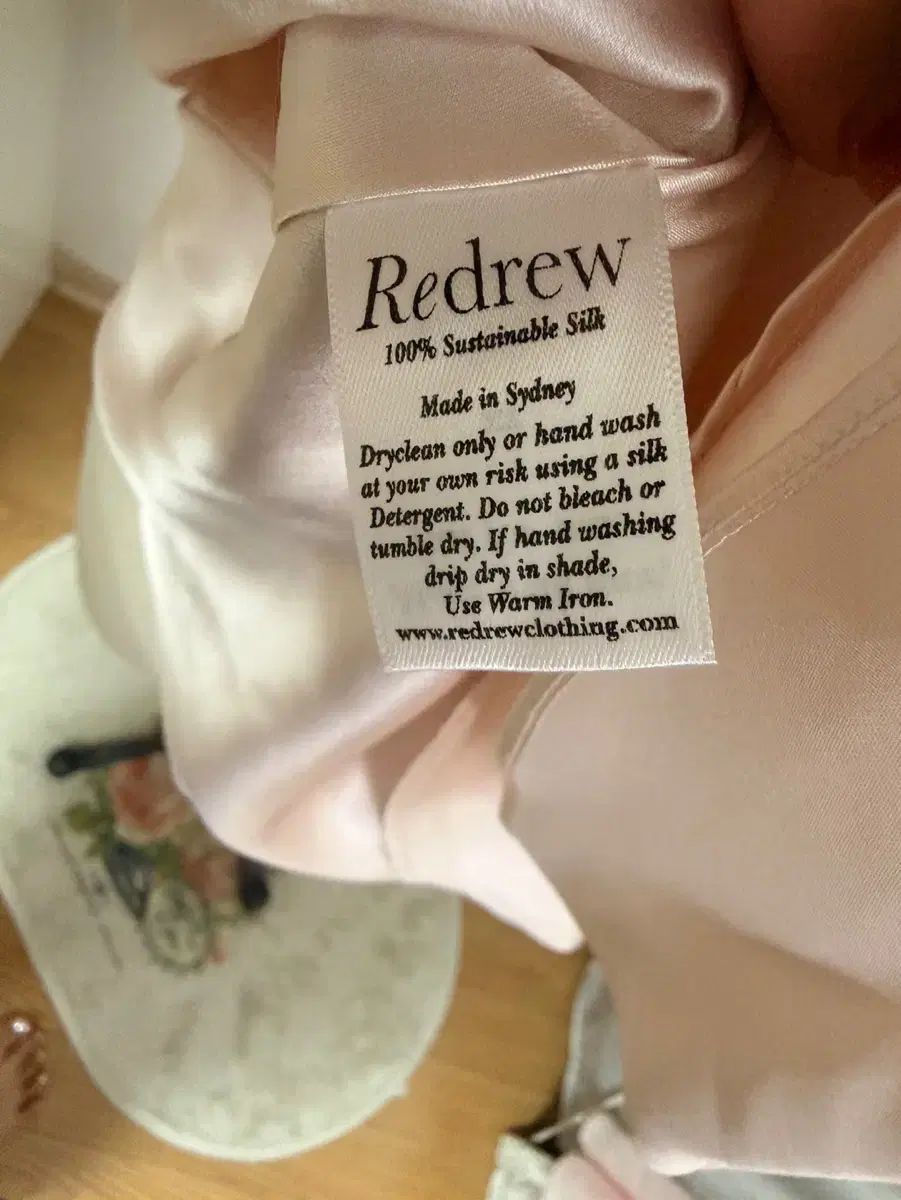 Redrew
100% Sustainable Silk
Made in Sydney
Dryclean only or hand wash
at your own risk using a silk
Detergent. Do not bleach or
tumble dry. If hand washing
drip dry in shade,
Use Warm Iron.
www.redrewclothing.com